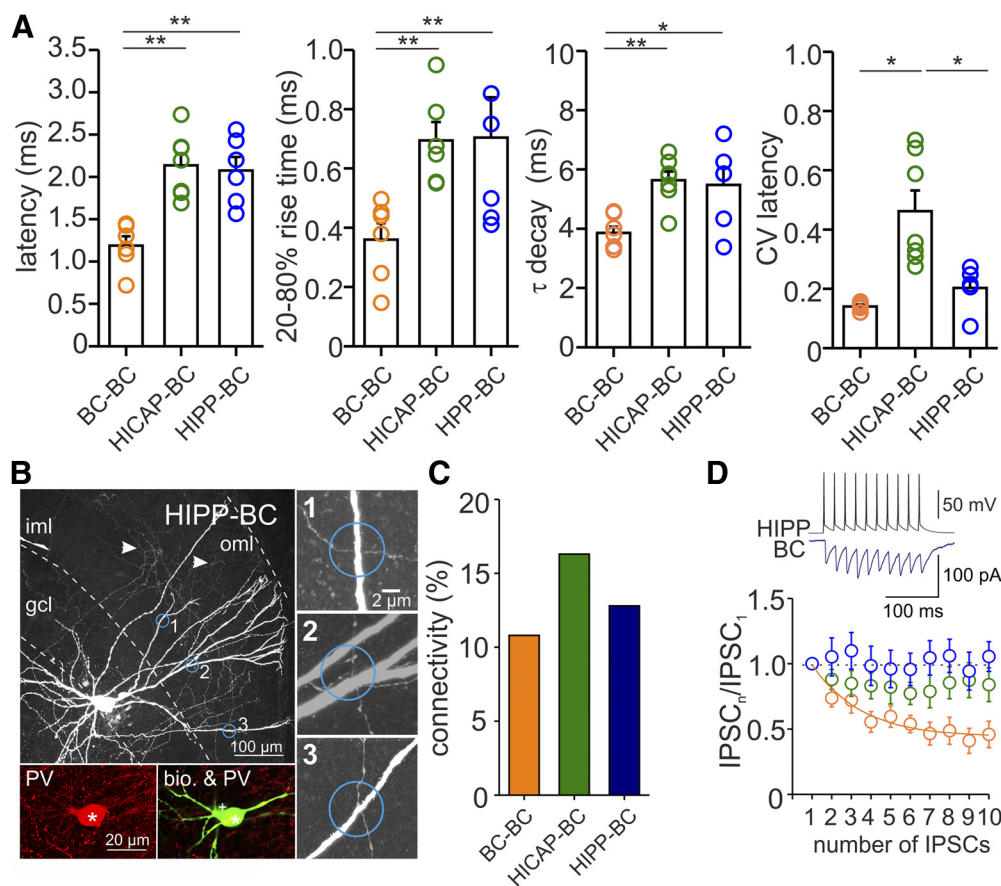 A
** ** * * *
** ** **
latency (ms)
3.5
3.0
2.5
2.0
1.5
1.0
0.5
0
BC-BC
HICAP-BC
HIPP-BC
20-80% rise time (ms)
1.0
0.8
0.6
0.4
0.2
0
BC-BC
HICAP-BC
HIPP-BC
τ decay (ms)
10
8
6
4
2
0
BC-BC
HICAP-BC
HIPP-BC
CV latency
1.0
0.8
0.6
0.4
0.2
0
BC-BC
HICAP-BC
HIPP-BC
B
HIPP-BC
iml
oml
gcl
1
2
3
100 µm
PV
*
20 µm
bio. & PV
+
*
1
2 µm
2
3
C
connectivity (%)
20
15
10
5
0
BC-BC
HICAP-BC
HIPP-BC
D
HIPP
BC
50 mV
100 pA
100 ms
IPSCn/IPSC1
1.5
1.0
0.5
0
1 2 3 4 5 6 7 8 9 10
number of IPSCs